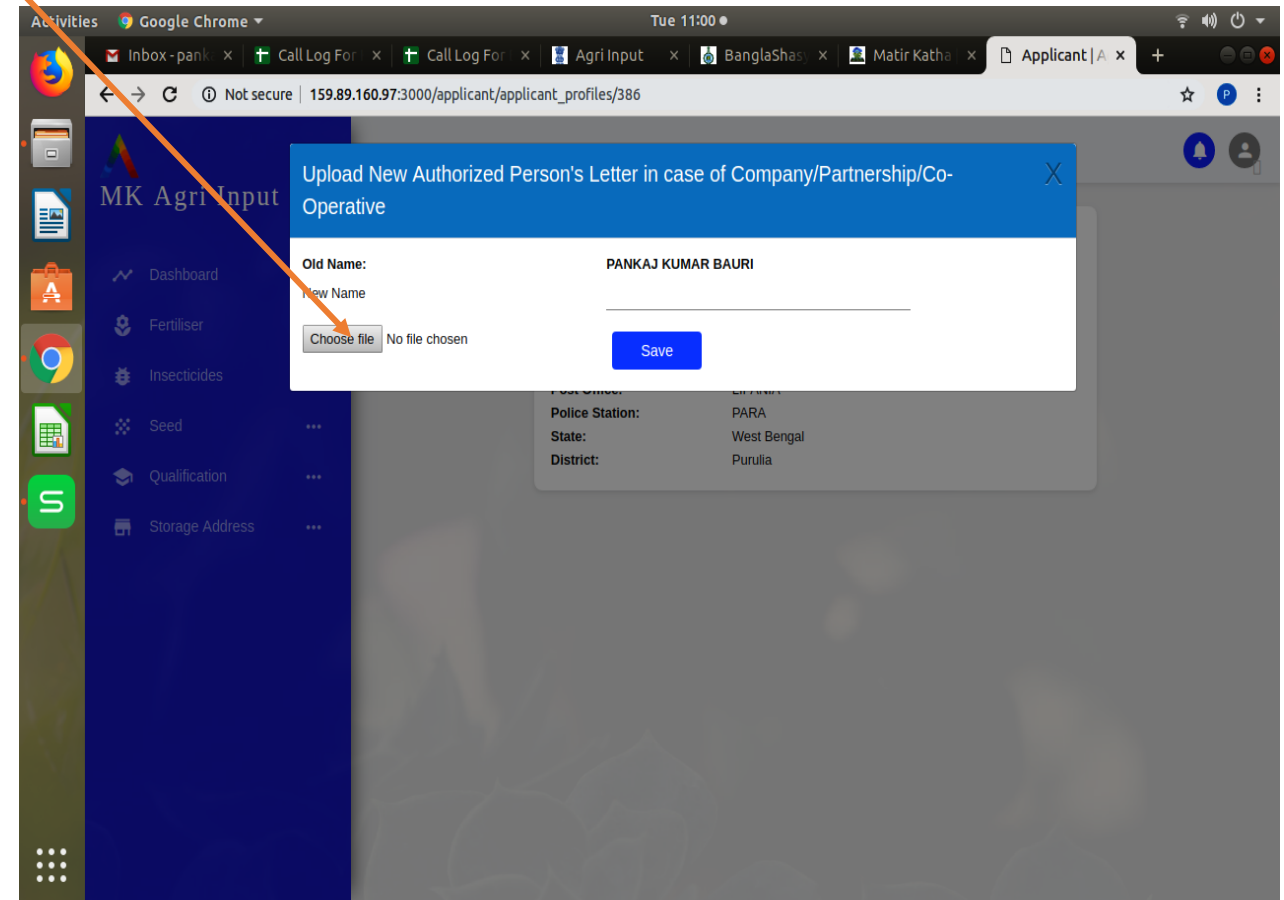 Activities Google Chrome Tue 11:00
Inbox - panka Call Log For Call Log For Agri Input BanglaShasy Matir Katha Applicant | A
Not secure 159.89.160.97:3000/applicant/applicant_profiles/386 P
MK Agri Input
Upload New Authorized Person's Letter in case of Company/Partnership/Co-
Operative
X
Old Name: PANKAJ KUMAR BAURI
New Name
Choose file No file chosen
Save
Dashboard
Fertiliser
Insecticides
Seed
Qualification
Storage Address
Police Station: PARA
State: West Bengal
District: Purulia